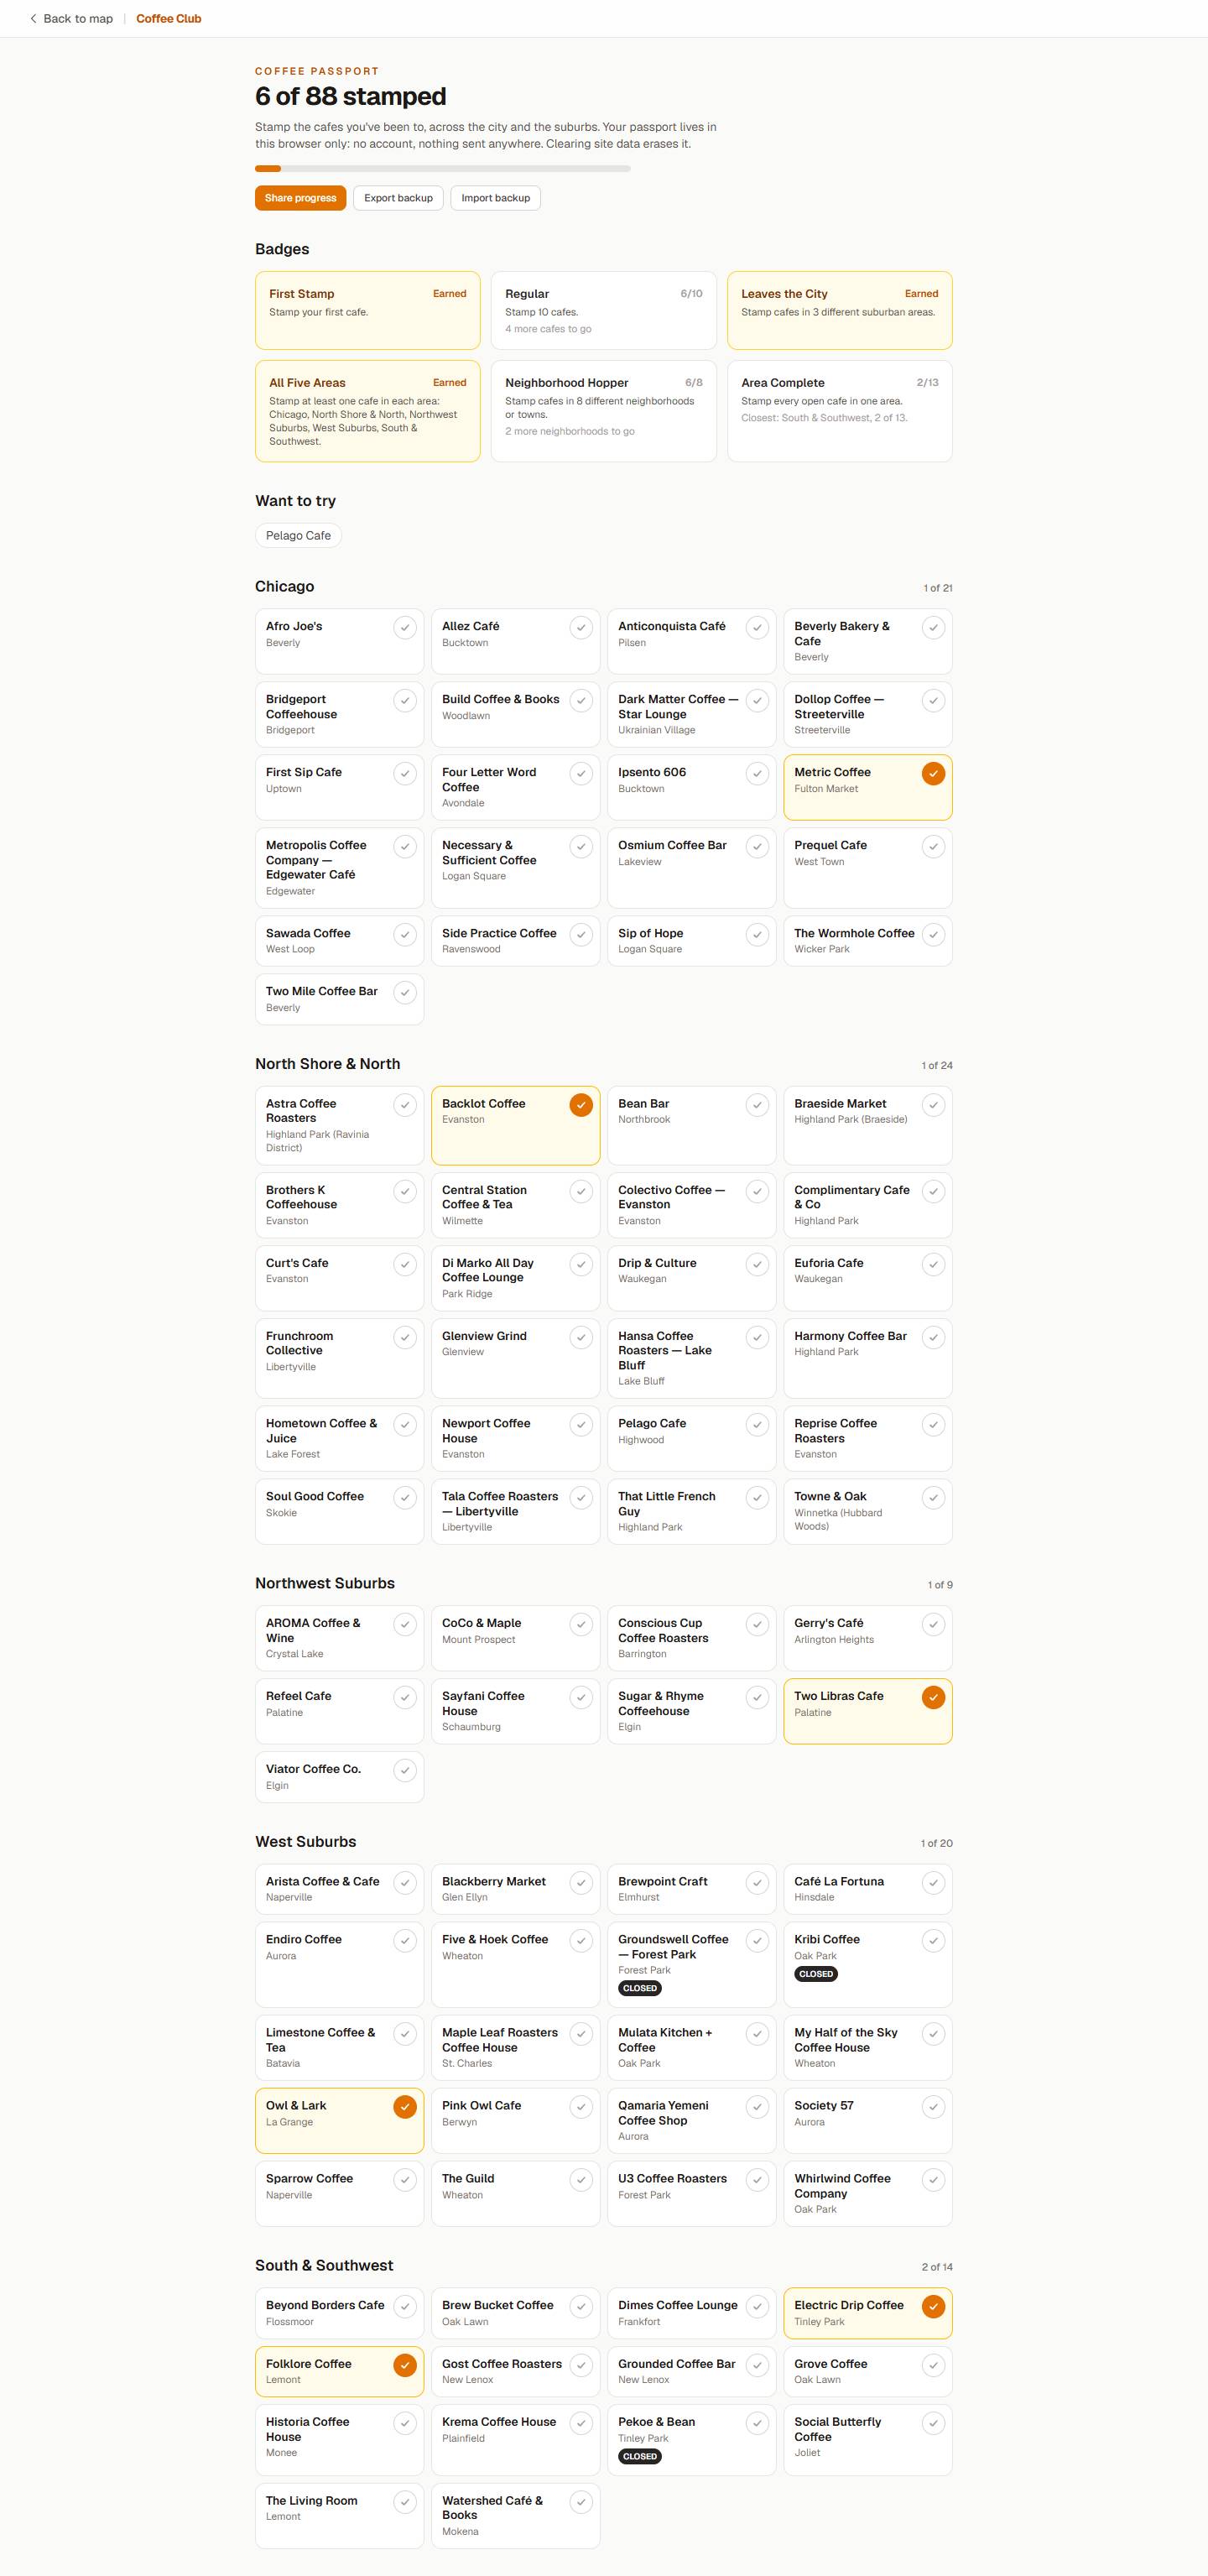 Back to map
Coffee Club
COFFEE PASSPORT
6 of 88 stamped
Stamp the cafes you've been to, across the city and the suburbs. Your passport lives in
this browser only: no account, nothing sent anywhere. Clearing site data erases it.
Share progress
Export backup
Import backup
Badges
First Stamp
Earned
Stamp your first cafe.
Regular
6/10
Stamp 10 cafes.
4 more cafes to go
Leaves the City
Earned
Stamp cafes in 3 different suburban areas.
All Five Areas
Earned
Stamp at least one cafe in each area:
Chicago, North Shore & North, Northwest
Suburbs, West Suburbs, South &
Southwest.
Neighborhood Hopper
6/8
Stamp cafes in 8 different neighborhoods
or towns.
2 more neighborhoods to go
Area Complete
2/13
Stamp every open cafe in one area.
Closest: South & Southwest, 2 of 13.
Want to try
Pelago Cafe
Chicago
1 of 21
Afro Joe's
Beverly
Allez Café
Bucktown
Anticonquista Café
Pilsen
Beverly Bakery &
Cafe
Beverly
Bridgeport
Coffeehouse
Bridgeport
Build Coffee & Books
Woodlawn
Dark Matter Coffee —
Star Lounge
Ukrainian Village
Dollop Coffee —
Streeterville
Streeterville
First Sip Cafe
Uptown
Four Letter Word
Coffee
Avondale
Ipsento 606
Bucktown
Metric Coffee
Fulton Market
Metropolis Coffee
Company —
Edgewater Café
Edgewater
Necessary &
Sufficient Coffee
Logan Square
Osmium Coffee Bar
Lakeview
Prequel Cafe
West Town
Sawada Coffee
West Loop
Side Practice Coffee
Ravenswood
Sip of Hope
Logan Square
The Wormhole Coffee
Wicker Park
Two Mile Coffee Bar
Beverly
North Shore & North
1 of 24
Astra Coffee
Roasters
Highland Park (Ravinia
District)
Backlot Coffee
Evanston
Bean Bar
Northbrook
Braeside Market
Highland Park (Braeside)
Brothers K
Coffeehouse
Evanston
Central Station
Coffee & Tea
Wilmette
Colectivo Coffee —
Evanston
Evanston
Complimentary Cafe
& Co
Highland Park
Curt's Cafe
Evanston
Di Marko All Day
Coffee Lounge
Park Ridge
Drip & Culture
Waukegan
Euforia Cafe
Waukegan
Frunchroom
Collective
Libertyville
Glenview Grind
Glenview
Hansa Coffee
Roasters — Lake
Bluff
Lake Bluff
Harmony Coffee Bar
Highland Park
Hometown Coffee &
Juice
Lake Forest
Newport Coffee
House
Evanston
Pelago Cafe
Highwood
Reprise Coffee
Roasters
Evanston
Soul Good Coffee
Skokie
Tala Coffee Roasters
— Libertyville
Libertyville
That Little French
Guy
Highland Park
Towne & Oak
Winnetka (Hubbard
Woods)
Northwest Suburbs
1 of 9
AROMA Coffee &
Wine
Crystal Lake
CoCo & Maple
Mount Prospect
Conscious Cup
Coffee Roasters
Barrington
Gerry's Café
Arlington Heights
Refeel Cafe
Palatine
Sayfani Coffee
House
Schaumburg
Sugar & Rhyme
Coffeehouse
Elgin
Two Libras Cafe
Palatine
Viator Coffee Co.
Elgin
West Suburbs
1 of 20
Arista Coffee & Cafe
Naperville
Blackberry Market
Glen Ellyn
Brewpoint Craft
Elmhurst
Café La Fortuna
Hinsdale
Endiro Coffee
Aurora
Five & Hoek Coffee
Wheaton
Groundswell Coffee
— Forest Park
Forest Park
CLOSED
Kribi Coffee
Oak Park
CLOSED
Limestone Coffee &
Tea
Batavia
Maple Leaf Roasters
Coffee House
St. Charles
Mulata Kitchen +
Coffee
Oak Park
My Half of the Sky
Coffee House
Wheaton
Owl & Lark
La Grange
Pink Owl Cafe
Berwyn
Qamaria Yemeni
Coffee Shop
Aurora
Society 57
Aurora
Sparrow Coffee
Naperville
The Guild
Wheaton
U3 Coffee Roasters
Forest Park
Whirlwind Coffee
Company
Oak Park
South & Southwest
2 of 14
Beyond Borders Cafe
Flossmoor
Brew Bucket Coffee
Oak Lawn
Dimes Coffee Lounge
Frankfort
Electric Drip Coffee
Tinley Park
Folklore Coffee
Lemont
Gost Coffee Roasters
New Lenox
Grounded Coffee Bar
New Lenox
Grove Coffee
Oak Lawn
Historia Coffee
House
Monee
Krema Coffee House
Plainfield
Pekoe & Bean
Tinley Park
CLOSED
Social Butterfly
Coffee
Joliet
The Living Room
Lemont
Watershed Café &
Books
Mokena